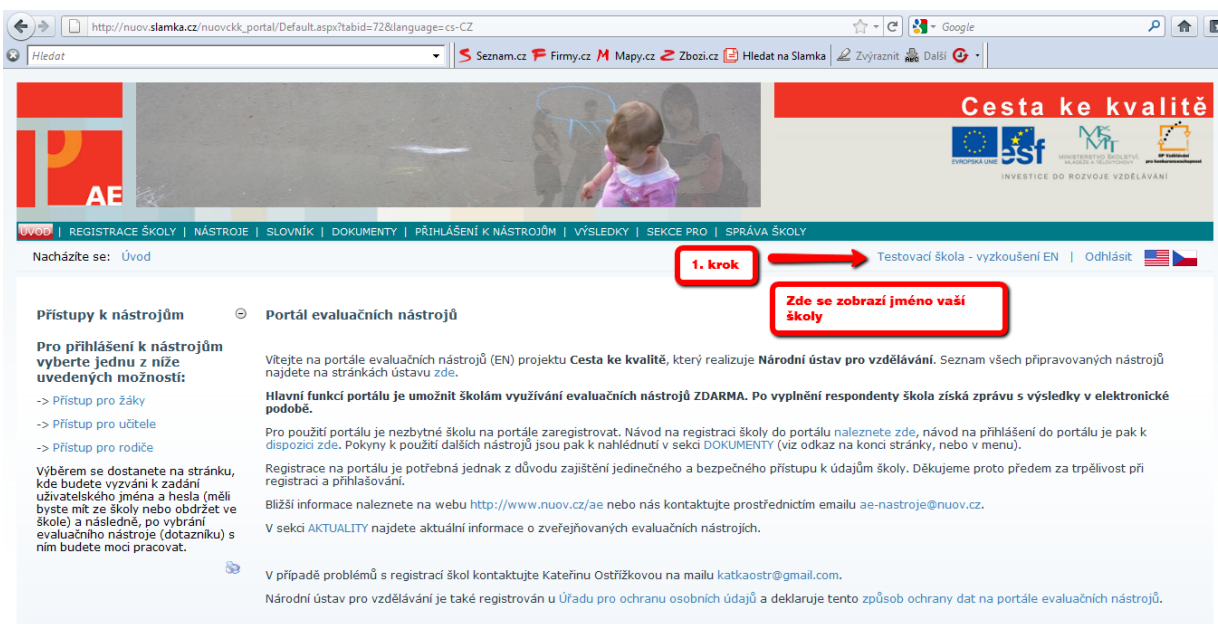 http://nuov.slamka.cz/nuovckk_portal/Default.aspx?tabid=72&language=cs-CZ
Google
Hledat
Seznam.cz Firmy.cz Mapy.cz Zbozi.cz Hledat na Slamka Zvýraznit Další
Cesta ke kvalitě
AE
EVROPSKÁ UNIE esf MINISTERSTVO ŠKOLSTVÍ, MLÁDEŽE A TĚLOVÝCHOVY OP Vzdělávání pro konkurenceschopnost
INVESTICE DO ROZVOJE VZDĚLÁVÁNÍ
ÚVOD | REGISTRACE ŠKOLY | NÁSTROJE | SLOVNÍK | DOKUMENTY | PŘIHLÁŠENÍ K NÁSTROJŮM | VÝSLEDKY | SEKCE PRO | SPRÁVA ŠKOLY
Nacházíte se: Úvod
1. krok
Testovací škola - vyzkoušení EN | Odhlásit
Zde se zobrazí jméno vaší
školy
Přístupy k nástrojům
Pro přihlášení k nástrojům
vyberte jednu z níže
uvedených možností:
-> Přístup pro žáky
-> Přístup pro učitele
-> Přístup pro rodiče
Výběrem se dostanete na stránku,
kde budete vyzváni k zadání
uživatelského jména a hesla (měli
byste mít ze školy nebo obdržet ve
škole) a následně, po vybrání
evaluačního nástroje (dotazníku) s
ním budete moci pracovat.
Portál evaluačních nástrojů
Vítejte na portále evaluačních nástrojů (EN) projektu Cesta ke kvalitě, který realizuje Národní ústav pro vzdělávání. Seznam všech připravovaných nástrojů
najdete na stránkách ústavu zde.
Hlavní funkcí portálu je umožnit školám využívání evaluačních nástrojů ZDARMA. Po vyplnění respondenty škola získá zprávu s výsledky v elektronické
podobě.
Pro použití portálu je nezbytné školu na portále zaregistrovat. Návod na registraci školy do portálu naleznete zde, návod na přihlášení do portálu je pak k
dispozici zde. Pokyny k použití dalších nástrojů jsou pak k nahlédnutí v sekci DOKUMENTY (viz odkaz na konci stránky, nebo v menu).
Registrace na portálu je potřebná jednak z důvodu zajištění jedinečného a bezpečného přístupu k údajům školy. Děkujeme proto předem za trpělivost při
registraci a přihlašování.
Bližší informace naleznete na webu http://www.nuov.cz/ae nebo nás kontaktujte prostřednictím emailu ae-nastroje@nuov.cz.
V sekci AKTUALITY najdete aktuální informace o zveřejňovaných evaluačních nástrojích.
V případě problémů s registrací škol kontaktujte Kateřinu Ostřížkovou na mailu katkaostr@gmail.com.
Národní ústav pro vzdělávání je také registrován u Úřadu pro ochranu osobních údajů a deklaruje tento způsob ochrany dat na portále evaluačních nástrojů.